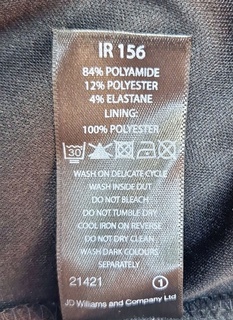 IR 156
84% POLYAMIDE
12% POLYESTER
4% ELASTANE
LINING:
100% POLYESTER
30
WASH ON DELICATE CYCLE
WASH INSIDE OUT
DO NOT BLEACH
DO NOT TUMBLE DRY
COOL IRON ON REVERSE
DO NOT DRY CLEAN
WASH DARK COLOURS
SEPARATELY
21421 1
JD Williams and Company Ltd